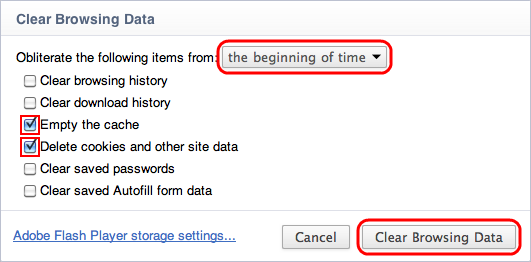 Clear Browsing Data
Obliterate the following items from: the beginning of time
Clear browsing history
Clear download history
Empty the cache
Delete cookies and other site data
Clear saved passwords
Clear saved Autofill form data
Adobe Flash Player storage settings... Cancel Clear Browsing Data